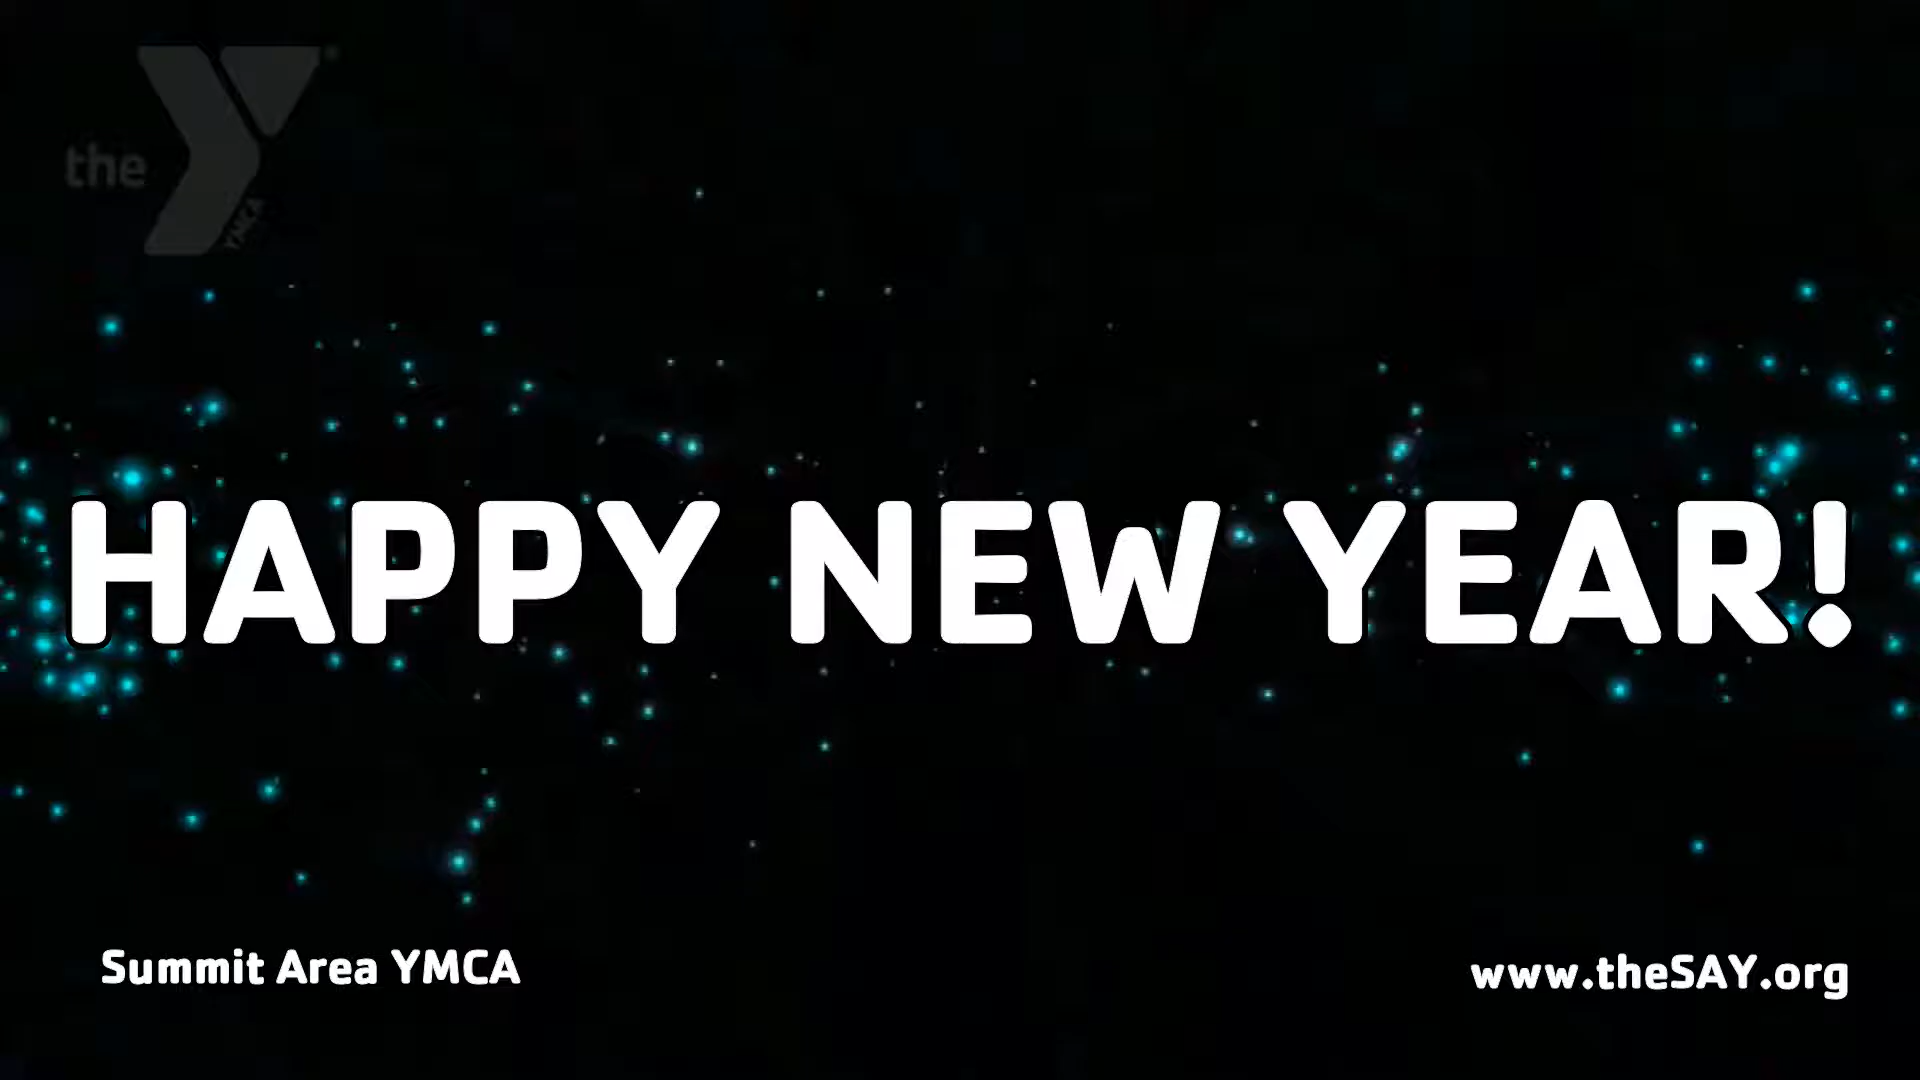 the
YMCA
HAPPY NEW YEAR!
Summit Area YMCA
www.theSAY.org